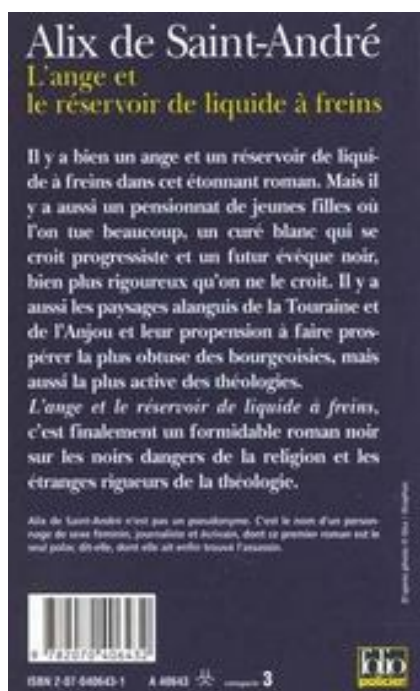 Alix de Saint-André
L'ange et
le réservoir de liquide à freins
Il y a bien un ange et un réservoir de liqui-
de à freins dans cet étonnant roman. Mais il
y a aussi un pensionnat de jeunes filles où
l'on tue beaucoup, un curé blanc qui se
croit progressiste et un futur évêque noir,
bien plus rigoureux qu'on ne le croit. Il y a
aussi les paysages alanguis de la Touraine et
de l'Anjou et leur propension à faire pros-
pérer la plus obtuse des bourgeoisies, mais
aussi la plus active des théologies.
L'ange et le réservoir de liquide à freins,
c'est finalement un formidable roman noir
sur les noirs dangers de la religion et les
étranges rigueurs de la théologie.
Alix de Saint-André n'est pas un pseudonyme. C'est le nom d'un person-
nage de sexe féminin, journaliste et écrivain, dont ce premier roman est le
seul polar, dit-elle, dont elle ait enfin trouvé l'assassin.
9 782070 406432
ISBN 2-07-040643-1 A 40643 catégorie 3
folio
policier